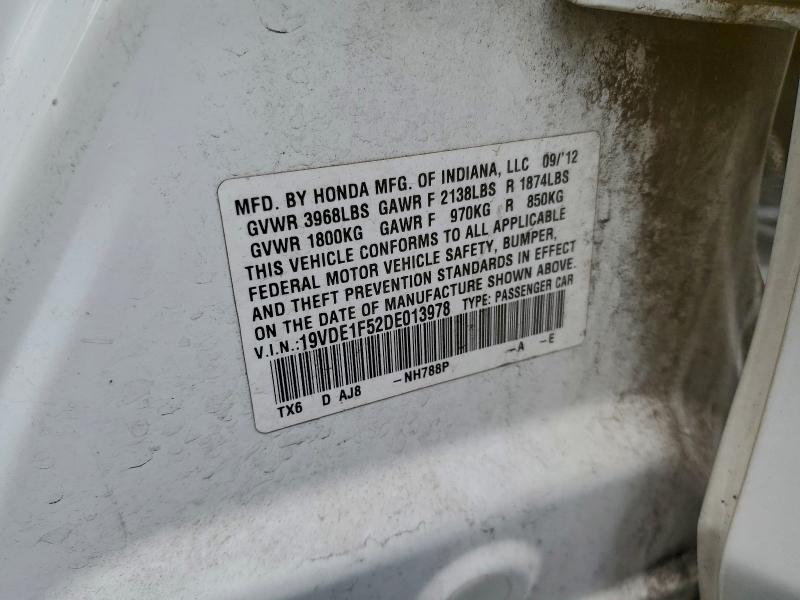 MFD. BY HONDA MFG. OF INDIANA, LLC 09/'12
GVWR 3968LBS GAWR F 2138LBS R 1874LBS
GVWR 1800KG GAWR F 970KG R 850KG
THIS VEHICLE CONFORMS TO ALL APPLICABLE
FEDERAL MOTOR VEHICLE SAFETY, BUMPER,
AND THEFT PREVENTION STANDARDS IN EFFECT
ON THE DATE OF MANUFACTURE SHOWN ABOVE.
V.I.N.:19VDE1F52DE013978 TYPE: PASSENGER CAR
TX6 D AJ8 -NH788P -A -E